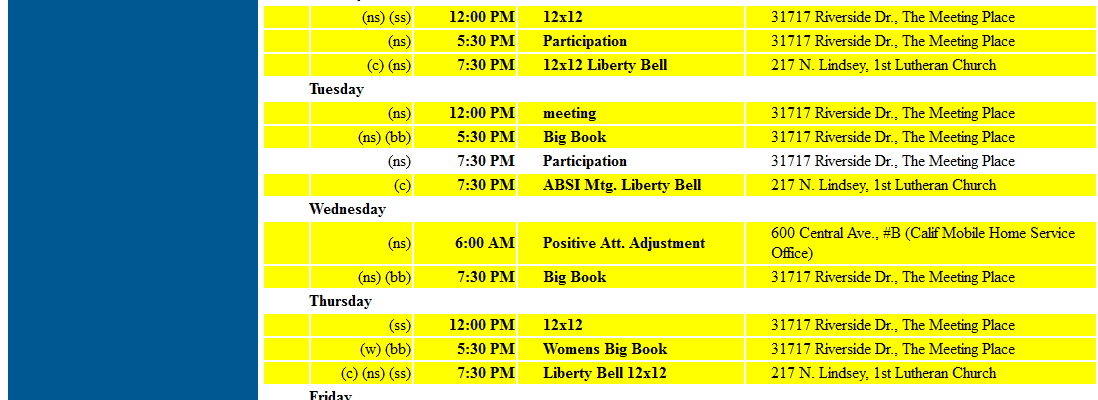 (ns) (ss) 12:00 PM 12x12 31717 Riverside Dr., The Meeting Place
(ns) 5:30 PM Participation 31717 Riverside Dr., The Meeting Place
(c) (ns) 7:30 PM 12x12 Liberty Bell 217 N. Lindsey, 1st Lutheran Church
Tuesday
(ns) 12:00 PM meeting 31717 Riverside Dr., The Meeting Place
(ns) (bb) 5:30 PM Big Book 31717 Riverside Dr., The Meeting Place
(ns) 7:30 PM Participation 31717 Riverside Dr., The Meeting Place
(c) 7:30 PM ABSI Mtg. Liberty Bell 217 N. Lindsey, 1st Lutheran Church
Wednesday
(ns) 6:00 AM Positive Att. Adjustment 600 Central Ave., #B (Calif Mobile Home Service
Office)
(ns) (bb) 7:30 PM Big Book 31717 Riverside Dr., The Meeting Place
Thursday
(ss) 12:00 PM 12x12 31717 Riverside Dr., The Meeting Place
(w) (bb) 5:30 PM Womens Big Book 31717 Riverside Dr., The Meeting Place
(c) (ns) (ss) 7:30 PM Liberty Bell 12x12 217 N. Lindsey, 1st Lutheran Church
Friday